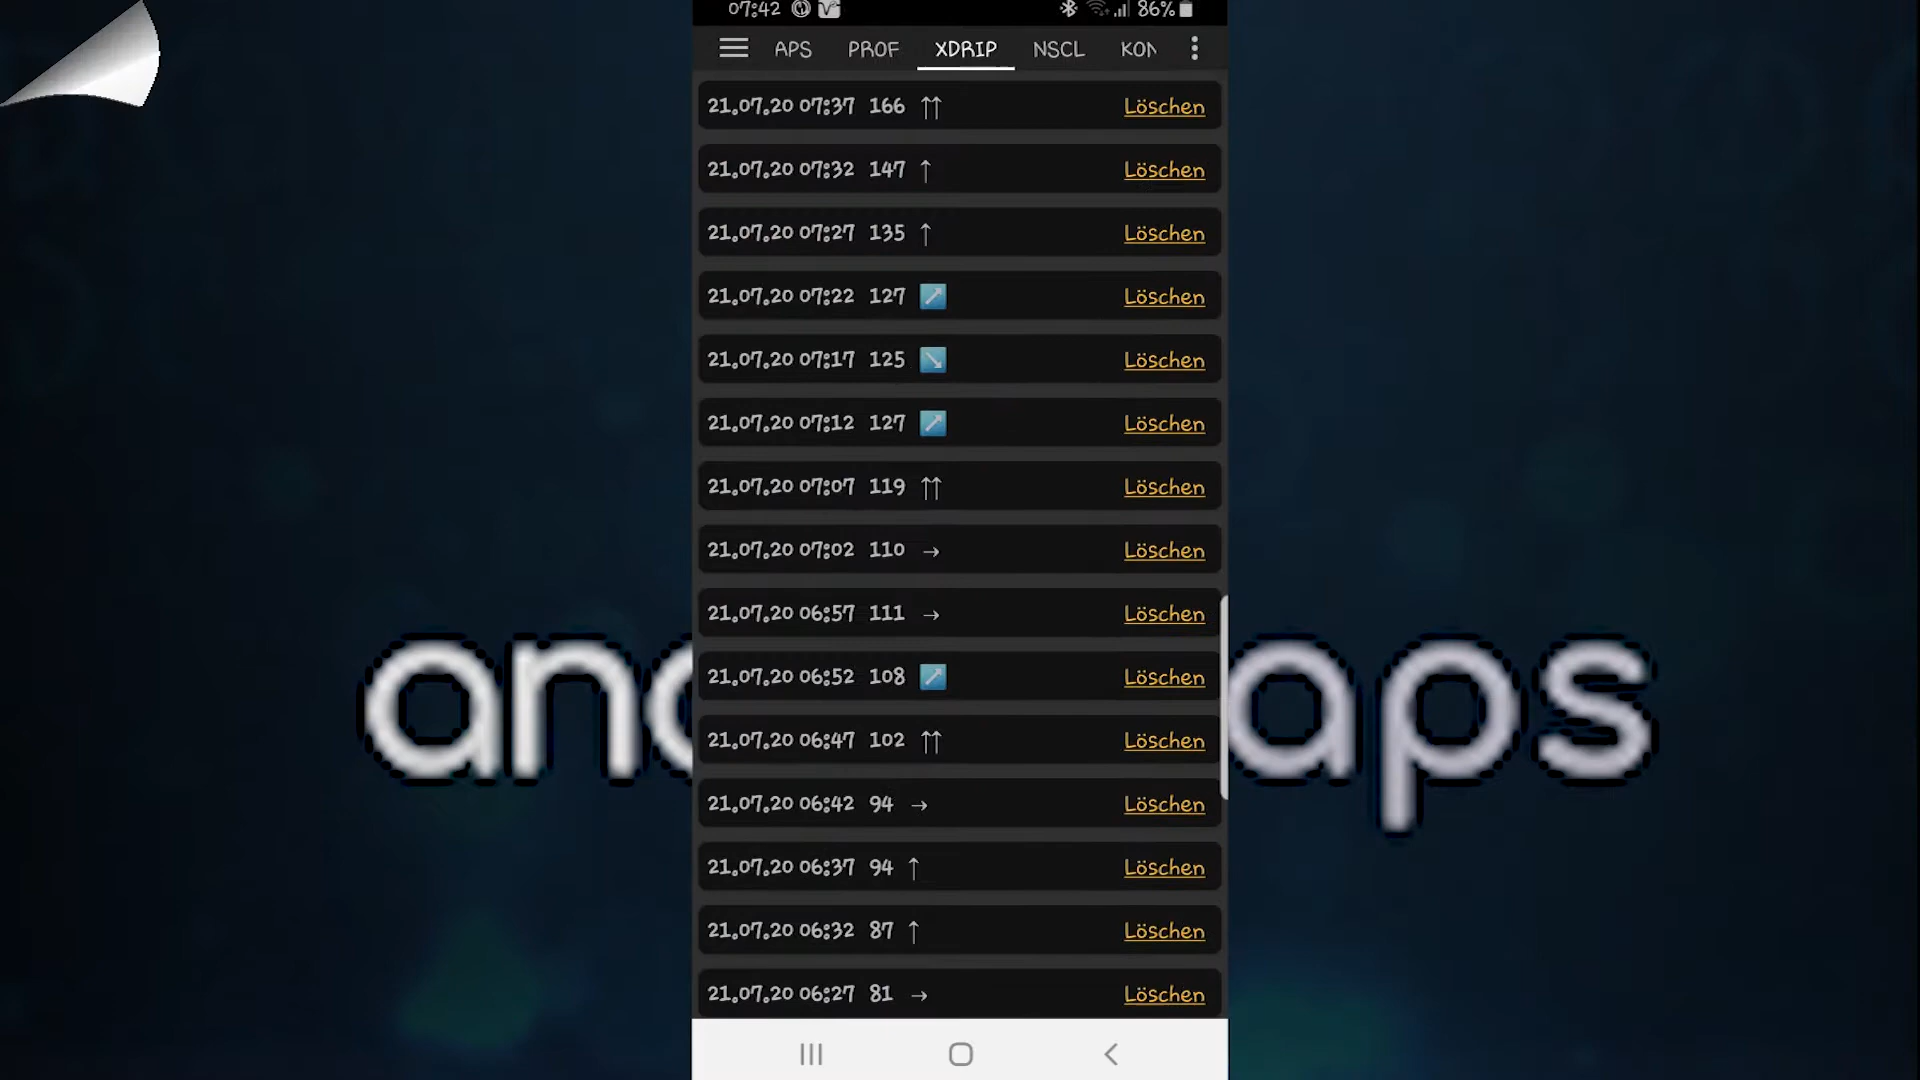 07:42 86%
APS PROF XDRIP NSCL KON
21.07.20 07:37 166 ↑↑ Löschen
21.07.20 07:32 147 ↑ Löschen
21.07.20 07:27 135 ↑ Löschen
21.07.20 07:22 127 ↗ Löschen
21.07.20 07:17 125 ↘ Löschen
21.07.20 07:12 127 ↗ Löschen
21.07.20 07:07 119 ↑↑ Löschen
21.07.20 07:02 110 → Löschen
21.07.20 06:57 111 → Löschen
21.07.20 06:52 108 ↗ Löschen
21.07.20 06:47 102 ↑↑ Löschen
21.07.20 06:42 94 → Löschen
21.07.20 06:37 94 ↑ Löschen
21.07.20 06:32 87 ↑ Löschen
21.07.20 06:27 81 → Löschen
an aps